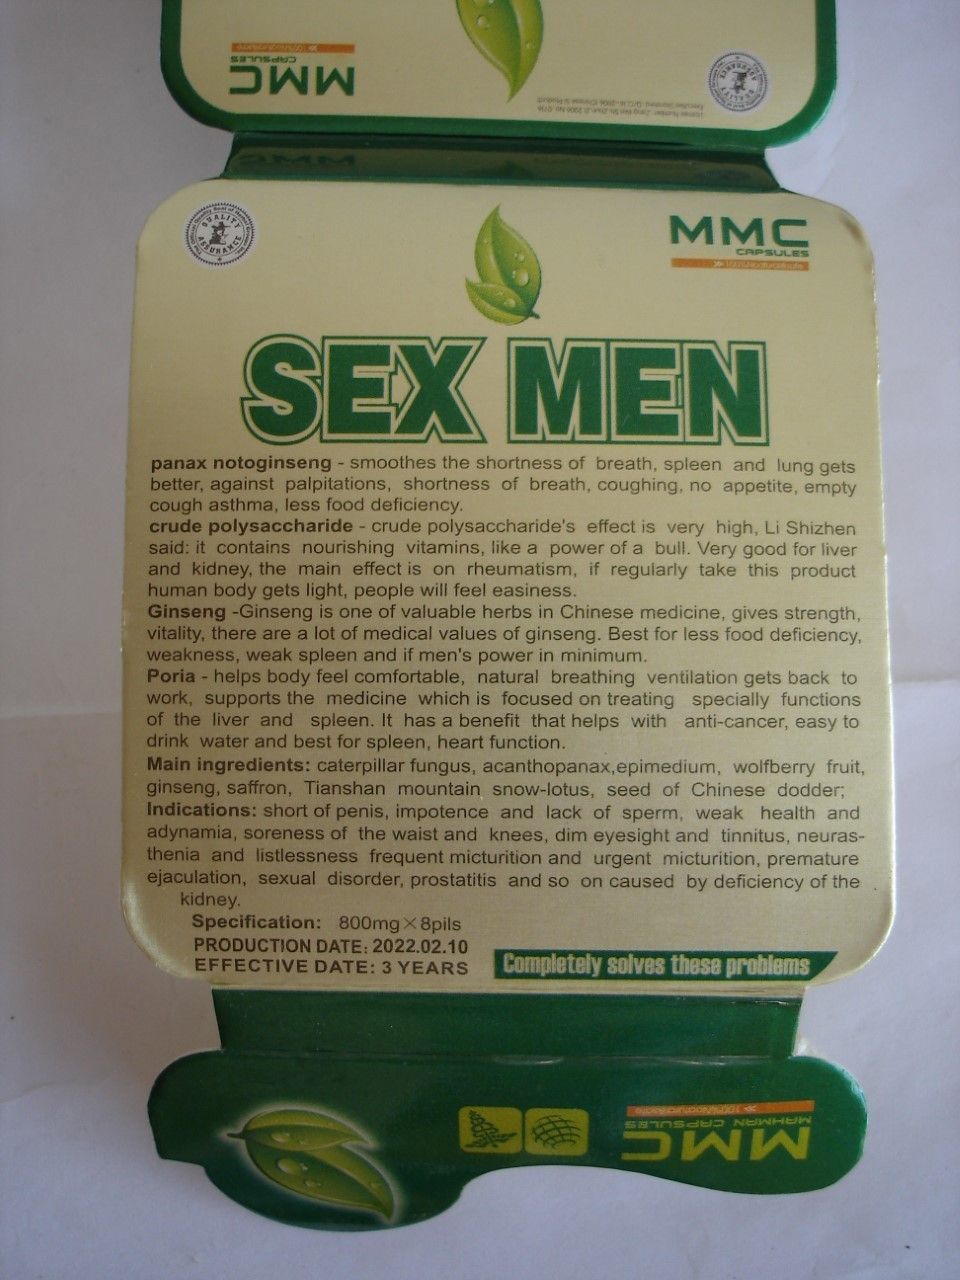 MMC
CAPSULES
QUALITY
ASSURANCE
MMC
CAPSULES
SEX MEN
panax notoginseng - smoothes the shortness of breath, spleen and lung gets
better, against palpitations, shortness of breath, coughing, no appetite, empty
cough asthma, less food deficiency.
crude polysaccharide - crude polysaccharide's effect is very high, Li Shizhen
said: it contains nourishing vitamins, like a power of a bull. Very good for liver
and kidney, the main effect is on rheumatism, if regularly take this product
human body gets light, people will feel easiness.
Ginseng -Ginseng is one of valuable herbs in Chinese medicine, gives strength,
vitality, there are a lot of medical values of ginseng. Best for less food deficiency,
weakness, weak spleen and if men's power in minimum.
Poria - helps body feel comfortable, natural breathing ventilation gets back to
work, supports the medicine which is focused on treating specially functions
of the liver and spleen. It has a benefit that helps with anti-cancer, easy to
drink water and best for spleen, heart function.
Main ingredients: caterpillar fungus, acanthopanax,epimedium, wolfberry fruit,
ginseng, saffron, Tianshan mountain snow-lotus, seed of Chinese dodder;
Indications: short of penis, impotence and lack of sperm, weak health and
adynamia, soreness of the waist and knees, dim eyesight and tinnitus, neuras-
thenia and listlessness frequent micturition and urgent micturition, premature
ejaculation, sexual disorder, prostatitis and so on caused by deficiency of the
kidney.
Specification: 800mg×8pils
PRODUCTION DATE: 2022.02.10
EFFECTIVE DATE: 3 YEARS
Completely solves these problems
MMC
MAHMAN CAPSULES